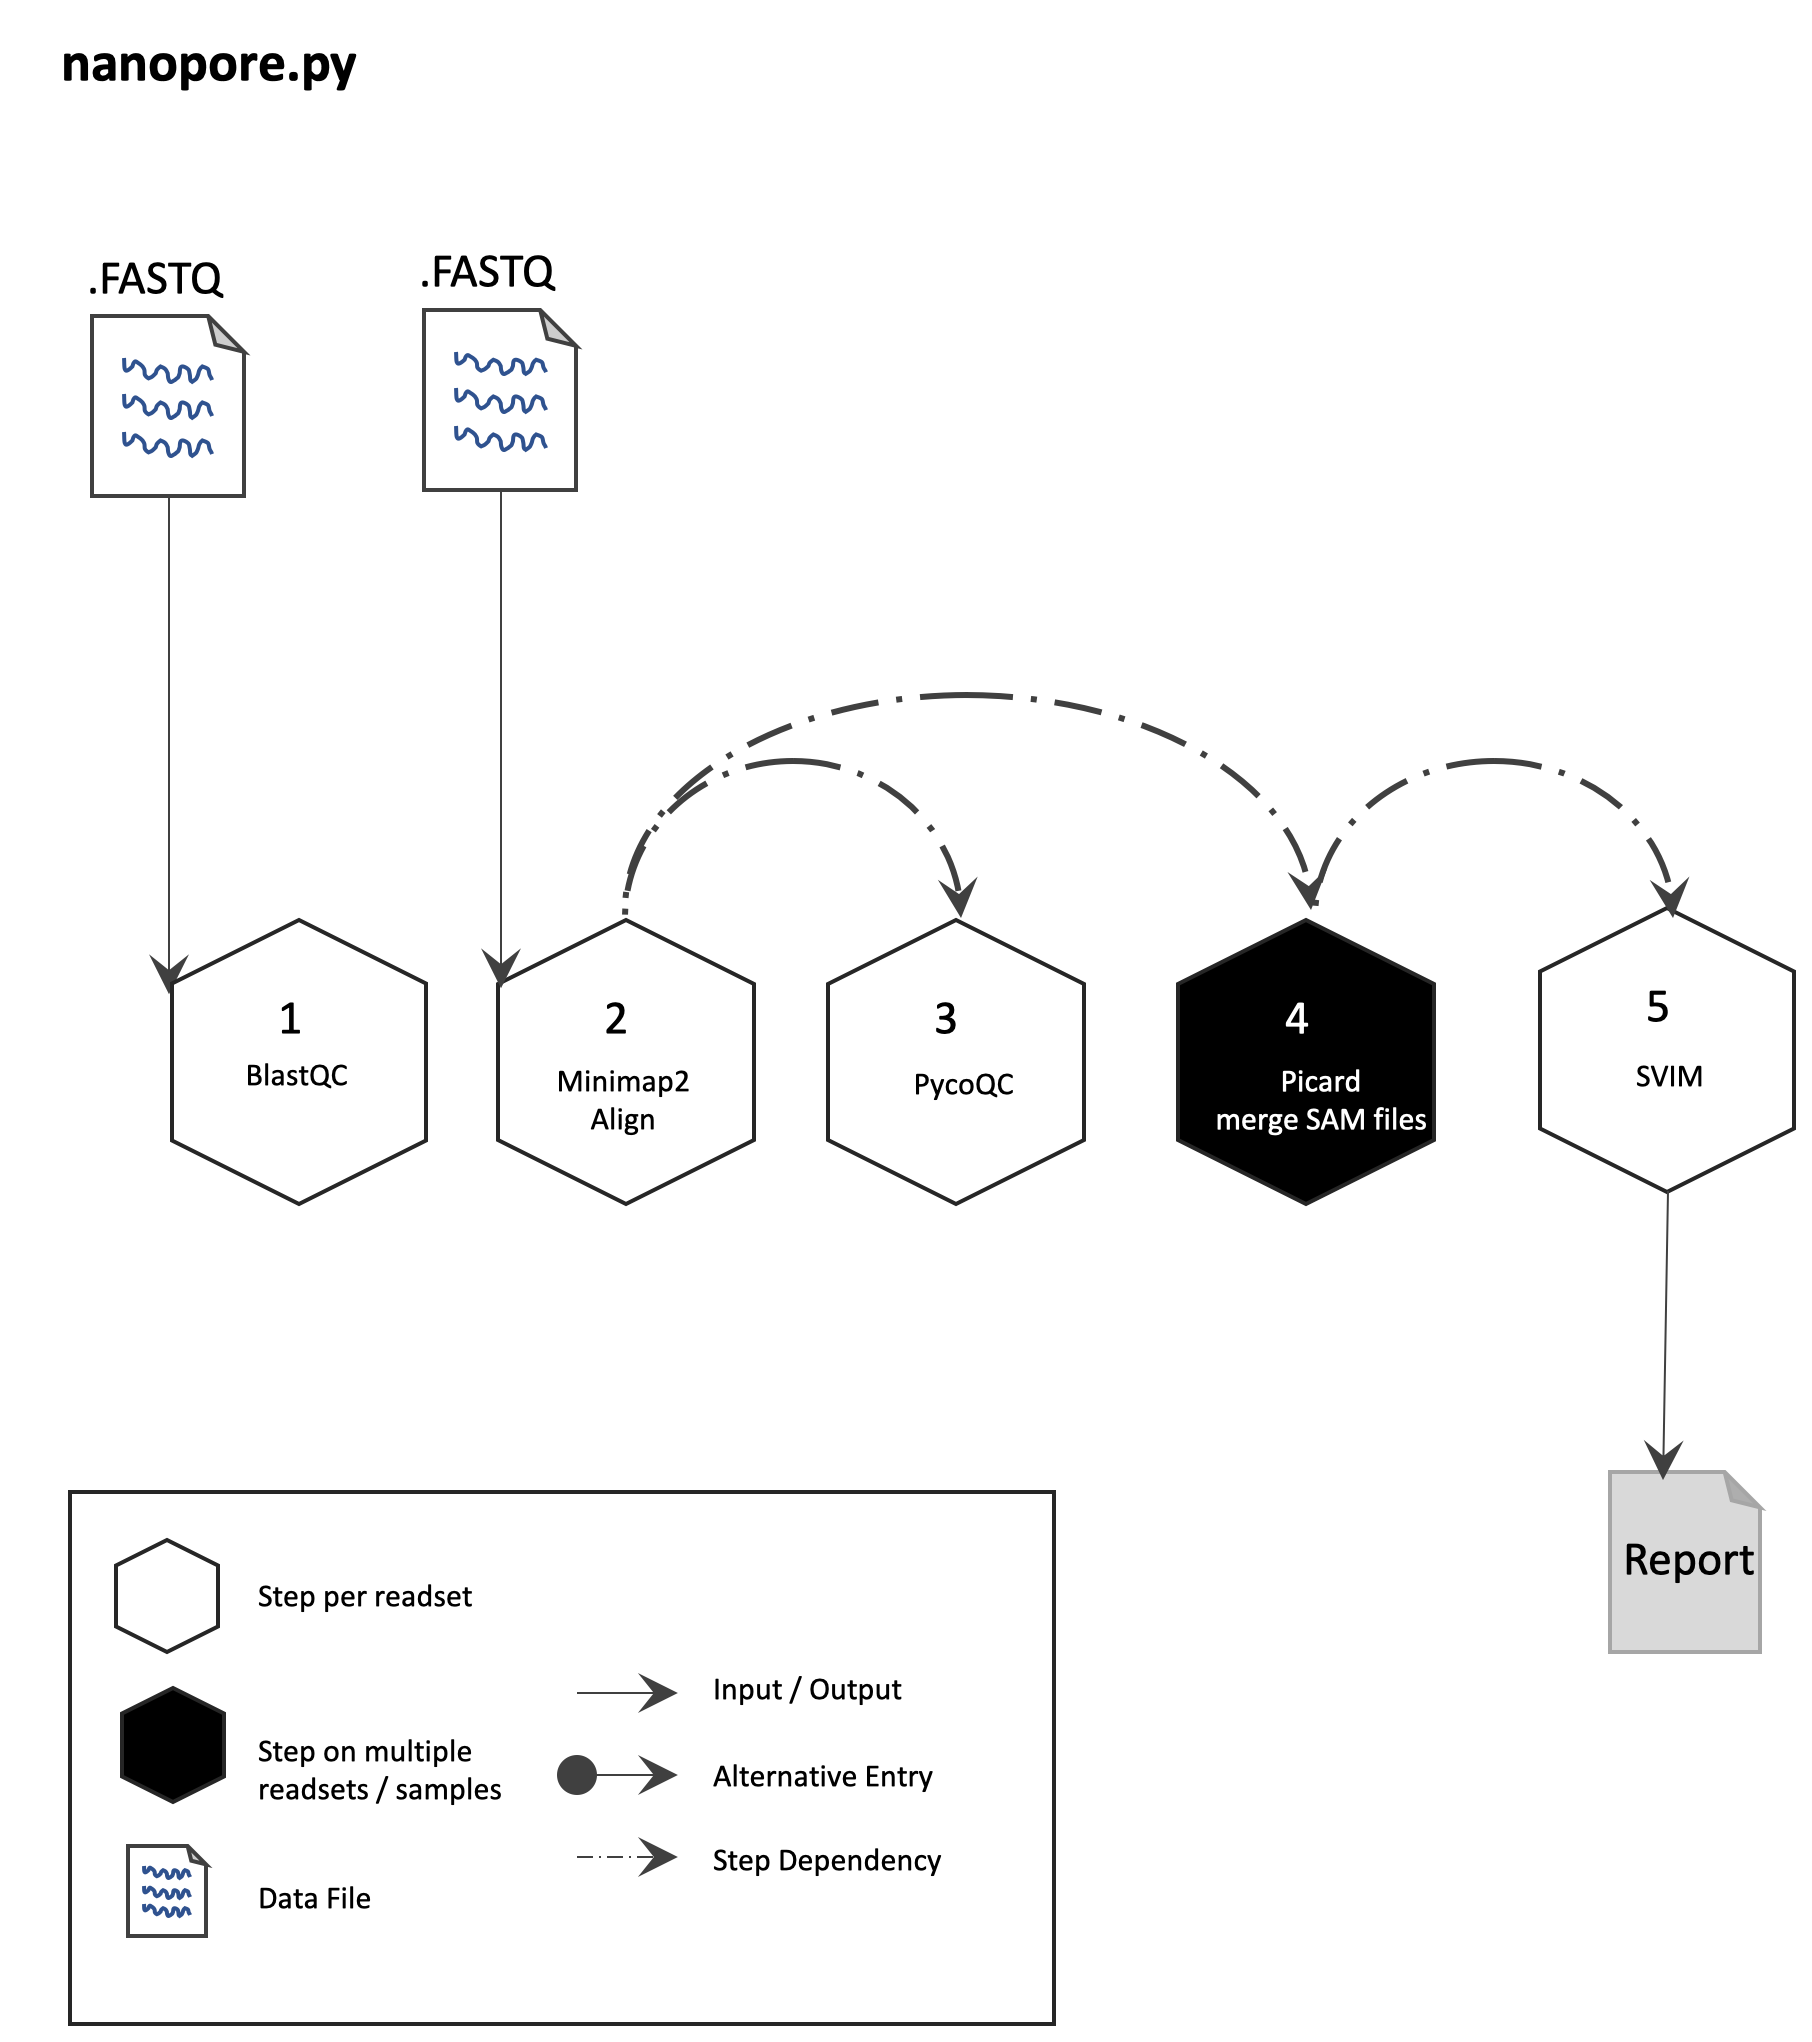 nanopore.py
.FASTQ
.FASTQ
1
BlastQC
2
Minimap2
Align
3
PycoQC
4
Picard
merge SAM files
5
SVIM
Report
Step per readset
Step on multiple
readsets / samples
Data File
Input / Output
Alternative Entry
Step Dependency